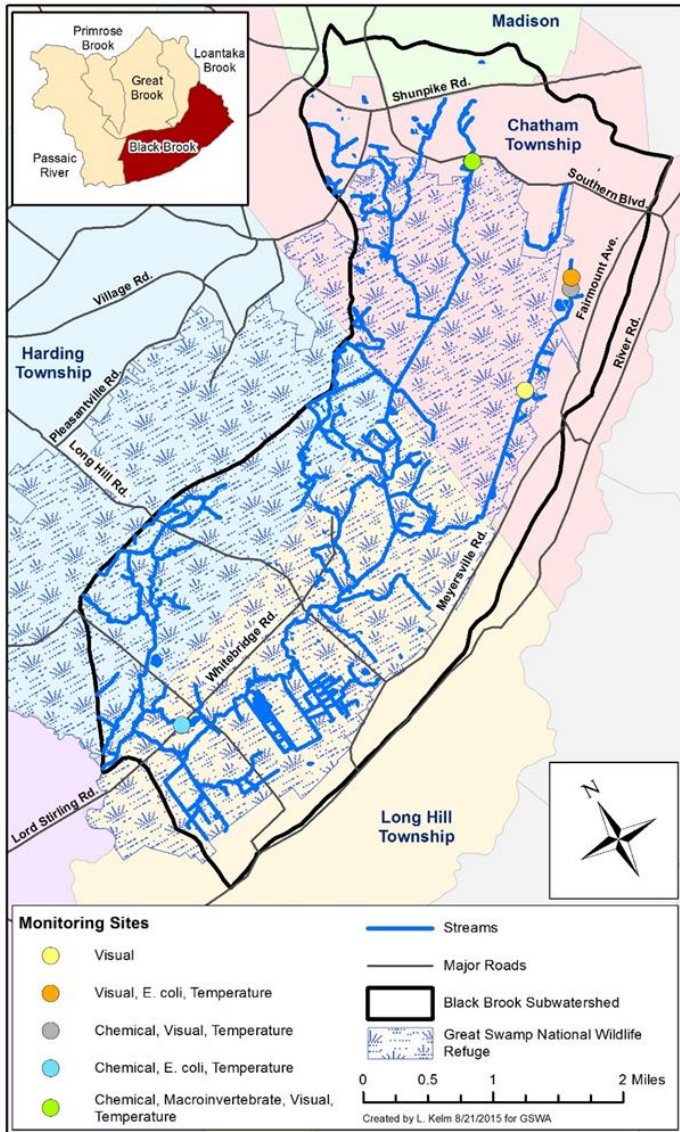 Madison
Primrose
Brook
Loantaka
Brook
Great
Brook
Black Brook
Passaic
River
Shunpike Rd.
Chatham
Township
Southern Blvd.
Fairmount Ave.
River Rd.
Village Rd.
Harding
Township
Pleasantville Rd.
Long Hill Rd.
Meyersville Rd.
Whitebridge Rd.
Lord Stirling Rd.
Long Hill
Township
N
Monitoring Sites
Visual
Visual, E. coli, Temperature
Chemical, Visual, Temperature
Chemical, E. coli, Temperature
Chemical, Macroinvertebrate, Visual,
Temperature
Streams
Major Roads
Black Brook Subwatershed
Great Swamp National Wildlife
Refuge
0 0.5 1 2 Miles
Created by L. Kelm 8/21/2015 for GSWA